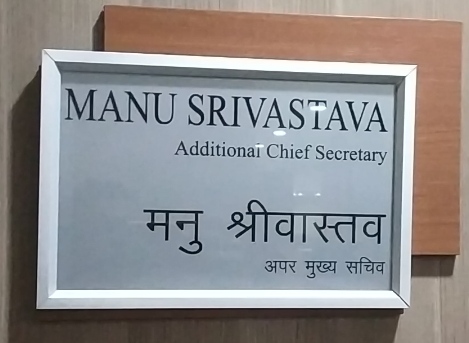 MANU SRIVASTAVA
Additional Chief Secretary
मनु श्रीवास्तव
अपर मुख्य सचिव